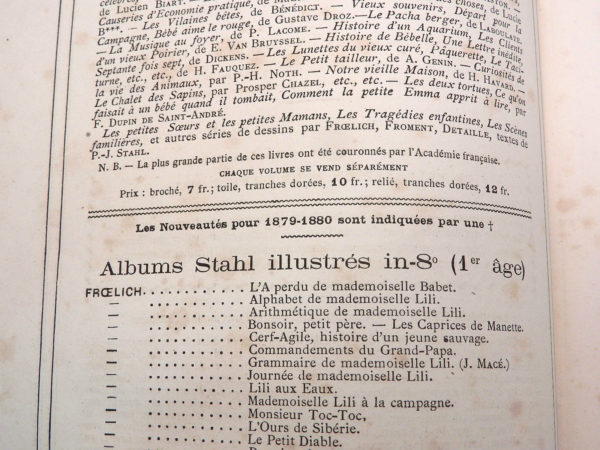 de Lucien BIART. — Les Vilaines bêtes, de BÉNÉDICT. — Vieux souvenirs, Départ pour la
Causeries d'Economie pratique, de
Campagne, Bébé aime le rouge, de Gustave DROZ. — Le Pacha berger, de LABOULAYE.
— La Musique au foyer, de P. LACOME. — Histoire d'un Aquarium, Les Clients
d'un vieux Poirier, de E. VAN BRUYSSEL. — Histoire de Bébelle, Une Lettre inédite,
Septante fois sept, de DICKENS. — Les Lunettes du vieux curé, Pâquerette, Le Taci-
turne, etc., etc., de H. FAUQUEZ. — Le Petit tailleur, de A. GENIN. — Curiosités de
la vie des Animaux, par P.-H. NOTH. — Notre vieille Maison, de H. HAVARD. —
Le Chalet des Sapins, par Prosper CHAZEL, etc., etc. — Les deux tortues, Ce qu'on
faisait à un bébé quand il tombait, Comment la petite Emma apprit à lire, par
F. DUPIN DE SAINT-ANDRÉ.
* Les petites Sœurs et les petites Mamans, Les Tragédies enfantines, Les Scènes
familières, et autres séries de dessins par FRŒLICH, FROMENT, DETAILLE, textes de
P.-J. STAHL.
N. B. — La plus grande partie de ces livres ont été couronnés par l'Académie française.
CHAQUE VOLUME SE VEND SÉPARÉMENT
Prix : broché, 7 fr.; toile, tranches dorées, 10 fr.; relié, tranches dorées, 12 fr.
Les Nouveautés pour 1879-1880 sont indiquées par une †
Albums Stahl illustrés in-8º (1er âge)
FRŒLICH. . . . . . . . . . . . L'A perdu de mademoiselle Babet.
— . . . . . . . . . . . . Alphabet de mademoiselle Lili.
— . . . . . . . . . . . . Arithmétique de mademoiselle Lili.
— . . . . . . . . . . . . Bonsoir, petit père. — Les Caprices de Manette.
— . . . . . . . . . . . . Cerf-Agile, histoire d'un jeune sauvage.
— . . . . . . . . . . . . Commandements du Grand-Papa.
— . . . . . . . . . . . . Grammaire de mademoiselle Lili. (J. MACÉ.)
— . . . . . . . . . . . . Journée de mademoiselle Lili.
— . . . . . . . . . . . . Lili aux Eaux.
— . . . . . . . . . . . . Mademoiselle Lili à la campagne.
— . . . . . . . . . . . . Monsieur Toc-Toc,
— . . . . . . . . . . . . L'Ours de Sibérie.
— . . . . . . . . . . . . Le Petit Diable.